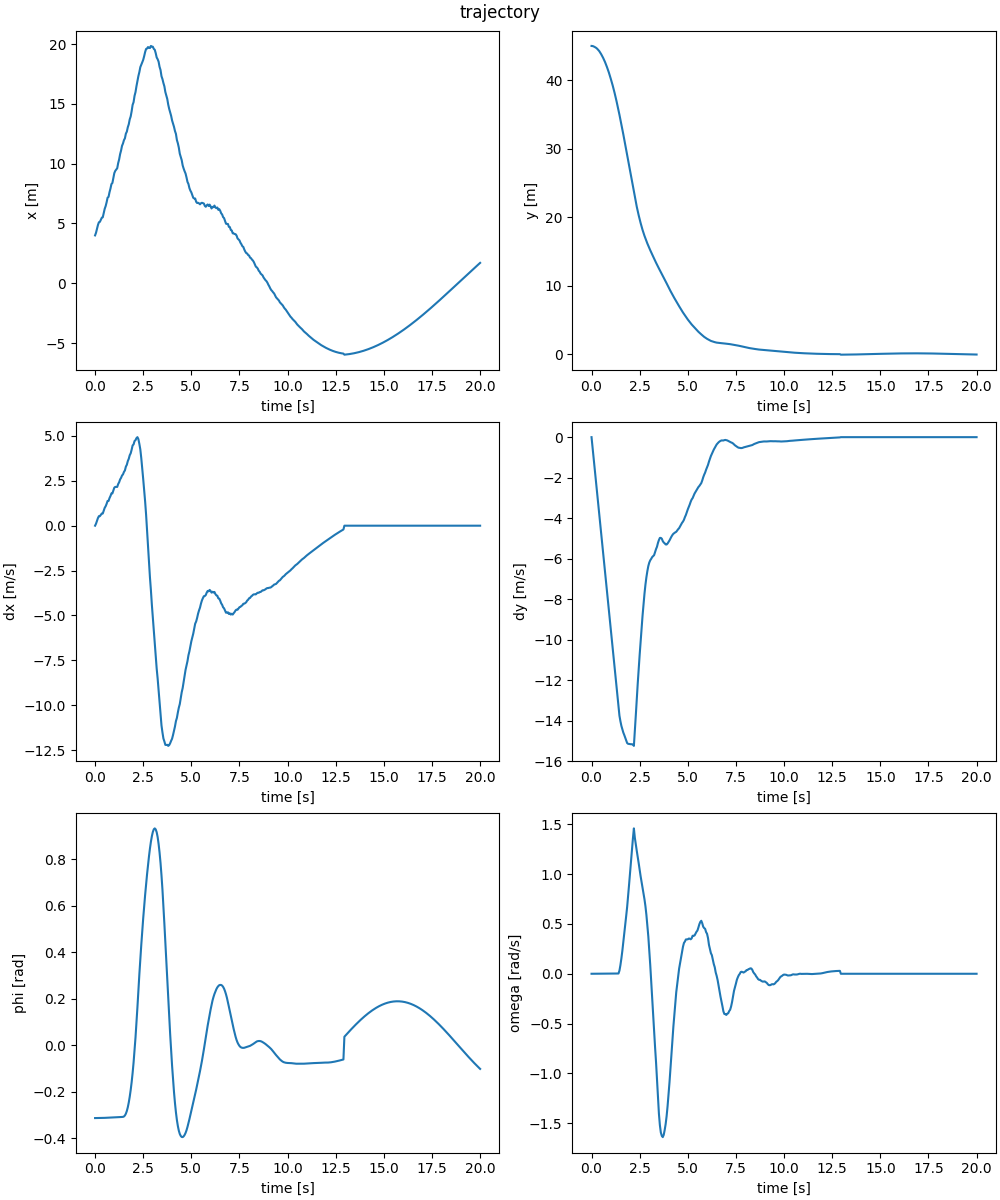 trajectory
20
15
10
5
0
−5
x [m]
0.0 2.5 5.0 7.5 10.0 12.5 15.0 17.5 20.0
time [s]
40
30
20
10
0
y [m]
0.0 2.5 5.0 7.5 10.0 12.5 15.0 17.5 20.0
time [s]
5.0
2.5
0.0
−2.5
−5.0
−7.5
−10.0
−12.5
dx [m/s]
0.0 2.5 5.0 7.5 10.0 12.5 15.0 17.5 20.0
time [s]
0
−2
−4
−6
−8
−10
−12
−14
−16
dy [m/s]
0.0 2.5 5.0 7.5 10.0 12.5 15.0 17.5 20.0
time [s]
0.8
0.6
0.4
0.2
0.0
−0.2
−0.4
phi [rad]
0.0 2.5 5.0 7.5 10.0 12.5 15.0 17.5 20.0
time [s]
1.5
1.0
0.5
0.0
−0.5
−1.0
−1.5
omega [rad/s]
0.0 2.5 5.0 7.5 10.0 12.5 15.0 17.5 20.0
time [s]